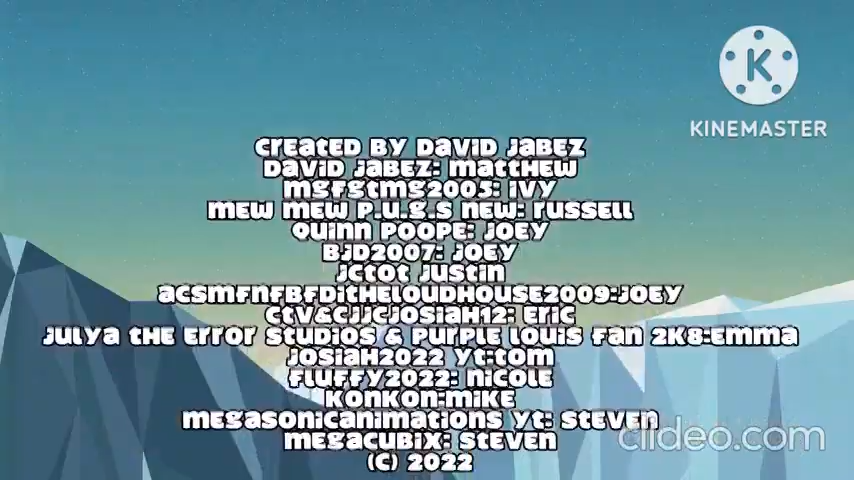 K
KINEMASTER
Created by David Jabez
David Jabez: Matthew
mgfgtmg2005: Ivy
Mew Mew P.U.G.S New: Russell
Quinn Poope: Joey
BJD2007: Joey
Jctot Justin
acsmfnfbfditheloudhouse2009:Joey
CTV&CJJCJosiah12: Eric
Julya The Error Studios & Purple Louis Fan 2K8:Emma
Josiah2022 YT:Tom
Fluffy2022: Nicole
Konkon:Mike
Megasonicanimations YT: Steven
Megacubix: Steven
(C) 2022
clideo.com